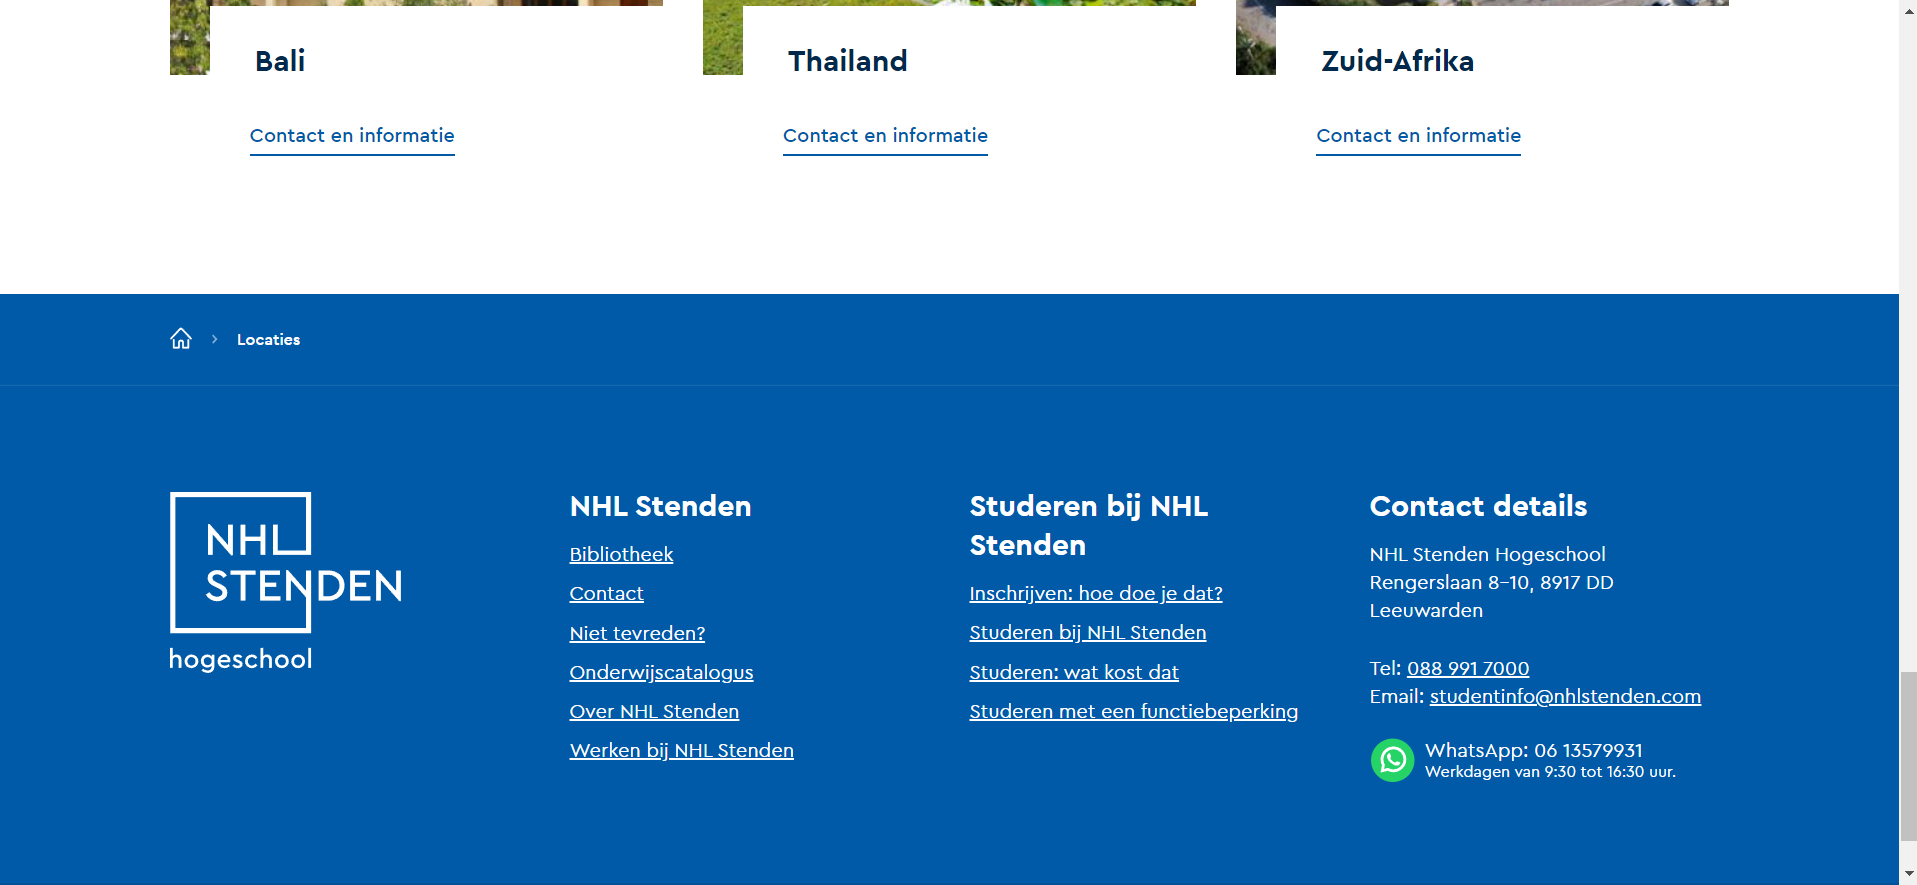 Bali
Thailand
Zuid-Afrika
Contact en informatie
Contact en informatie
Contact en informatie
Locaties
NHL
STENDEN
hogeschool
NHL Stenden
Bibliotheek
Contact
Niet tevreden?
Onderwijscatalogus
Over NHL Stenden
Werken bij NHL Stenden
Studeren bij NHL
Stenden
Inschrijven: hoe doe je dat?
Studeren bij NHL Stenden
Studeren: wat kost dat
Studeren met een functiebeperking
Contact details
NHL Stenden Hogeschool
Rengerslaan 8-10, 8917 DD
Leeuwarden
Tel: 088 991 7000
Email: studentinfo@nhlstenden.com
WhatsApp: 06 13579931
Werkdagen van 9:30 tot 16:30 uur.